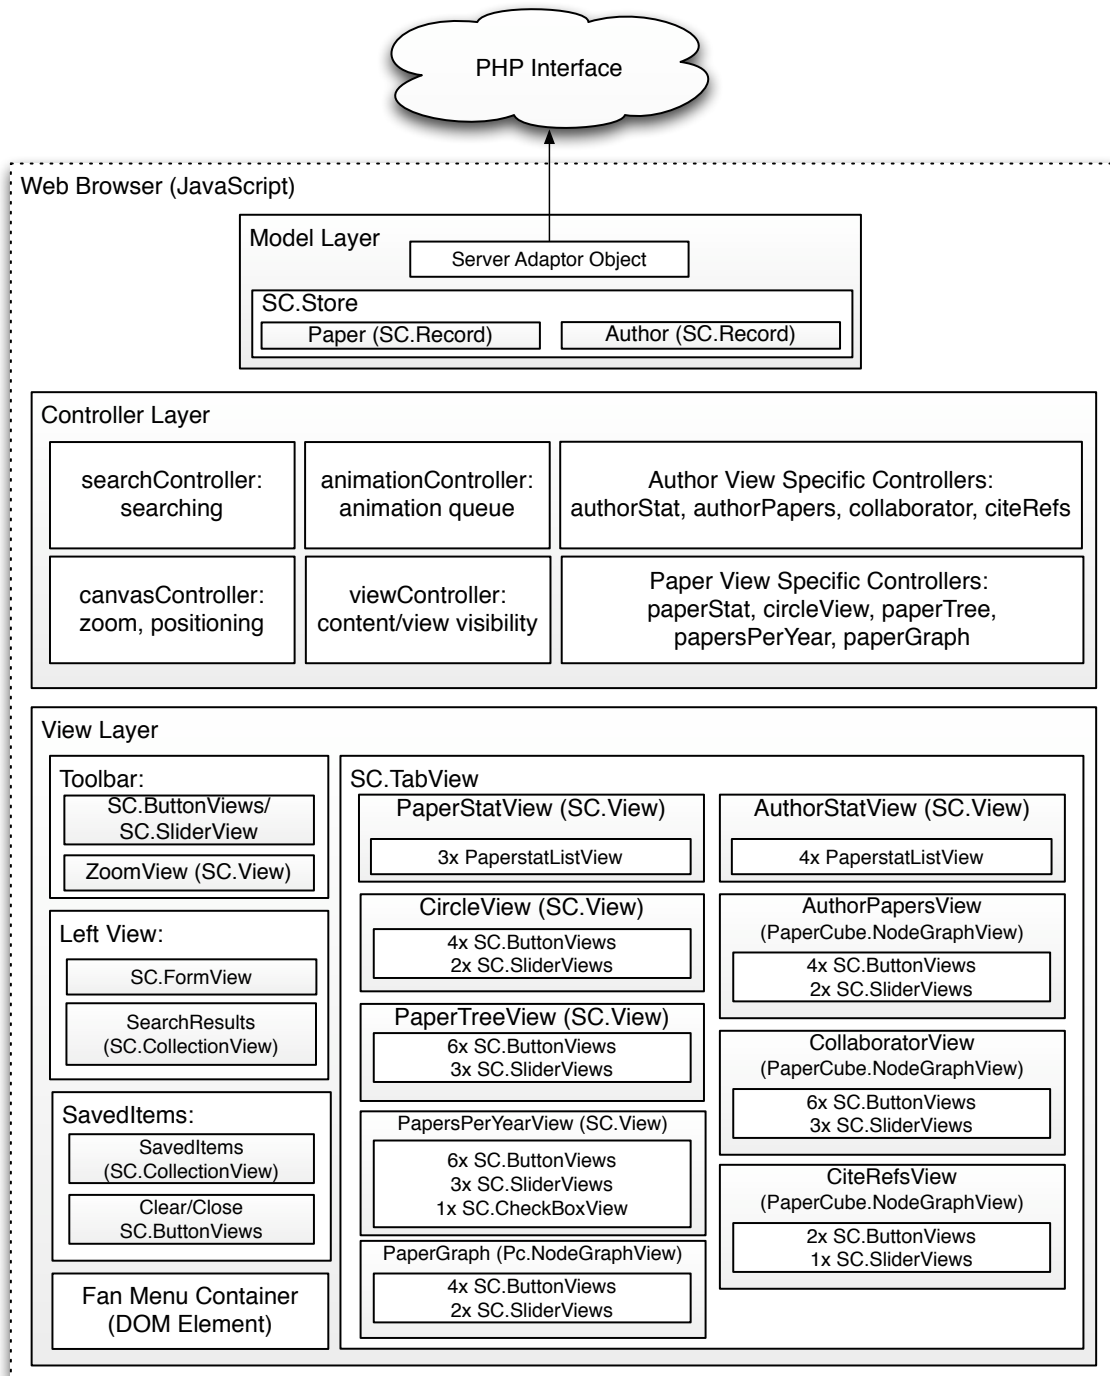 PHP Interface
Web Browser (JavaScript)
Model Layer
Server Adaptor Object
SC.Store
Paper (SC.Record)
Author (SC.Record)
Controller Layer
searchController:
searching
animationController:
animation queue
Author View Specific Controllers:
authorStat, authorPapers, collaborator, citeRefs
canvasController:
zoom, positioning
viewController:
content/view visibility
Paper View Specific Controllers:
paperStat, circleView, paperTree,
papersPerYear, paperGraph
View Layer
Toolbar:
SC.ButtonViews/
SC.SliderView
ZoomView (SC.View)
Left View:
SC.FormView
SearchResults
(SC.CollectionView)
SavedItems:
SavedItems
(SC.CollectionView)
Clear/Close
SC.ButtonViews
Fan Menu Container
(DOM Element)
SC.TabView
PaperStatView (SC.View)
3x PaperstatListView
CircleView (SC.View)
4x SC.ButtonViews
2x SC.SliderViews
PaperTreeView (SC.View)
6x SC.ButtonViews
3x SC.SliderViews
PapersPerYearView (SC.View)
6x SC.ButtonViews
3x SC.SliderViews
1x SC.CheckBoxView
PaperGraph (Pc.NodeGraphView)
4x SC.ButtonViews
2x SC.SliderViews
AuthorStatView (SC.View)
4x PaperstatListView
AuthorPapersView
(PaperCube.NodeGraphView)
4x SC.ButtonViews
2x SC.SliderViews
CollaboratorView
(PaperCube.NodeGraphView)
6x SC.ButtonViews
3x SC.SliderViews
CiteRefsView
(PaperCube.NodeGraphView)
2x SC.ButtonViews
1x SC.SliderViews